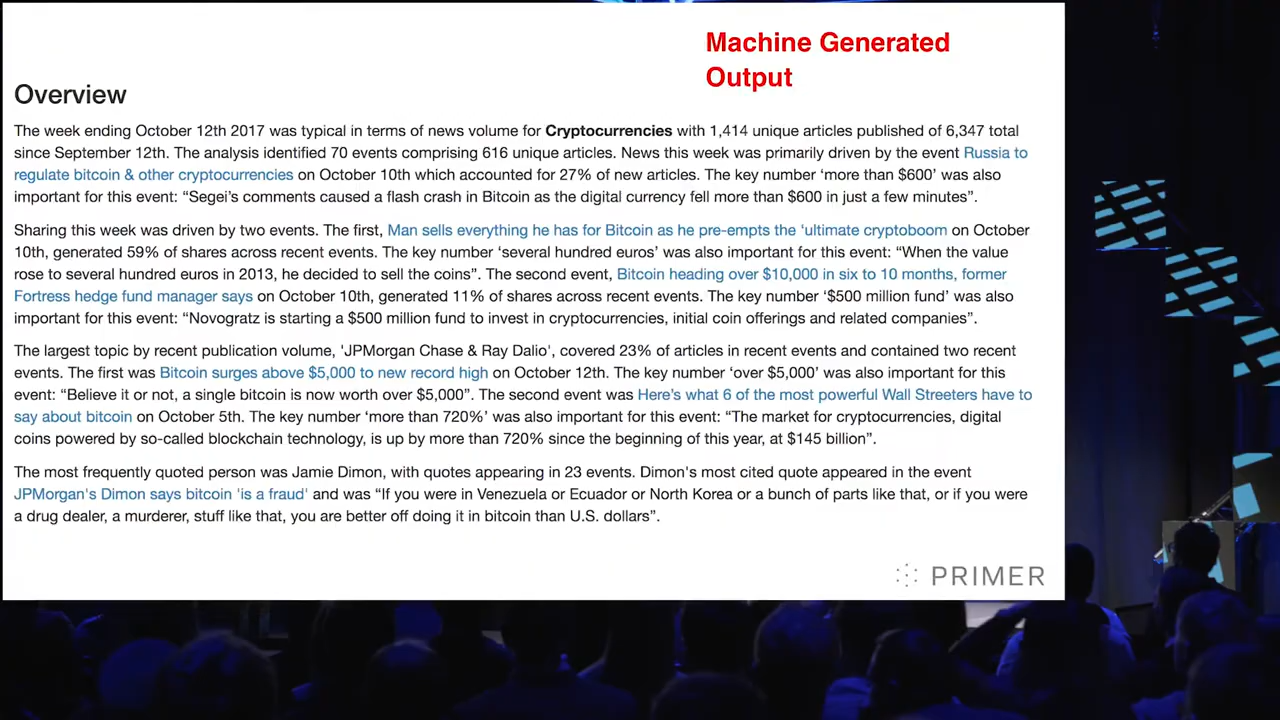 Machine Generated
Output
Overview
The week ending October 12th 2017 was typical in terms of news volume for Cryptocurrencies with 1,414 unique articles published of 6,347 total
since September 12th. The analysis identified 70 events comprising 616 unique articles. News this week was primarily driven by the event Russia to
regulate bitcoin & other cryptocurrencies on October 10th which accounted for 27% of new articles. The key number ‘more than $600’ was also
important for this event: “Segei’s comments caused a flash crash in Bitcoin as the digital currency fell more than $600 in just a few minutes”.
Sharing this week was driven by two events. The first, Man sells everything he has for Bitcoin as he pre-empts the ‘ultimate cryptoboom on October
10th, generated 59% of shares across recent events. The key number ‘several hundred euros’ was also important for this event: “When the value
rose to several hundred euros in 2013, he decided to sell the coins”. The second event, Bitcoin heading over $10,000 in six to 10 months, former
Fortress hedge fund manager says on October 10th, generated 11% of shares across recent events. The key number ‘$500 million fund’ was also
important for this event: “Novogratz is starting a $500 million fund to invest in cryptocurrencies, initial coin offerings and related companies”.
The largest topic by recent publication volume, 'JPMorgan Chase & Ray Dalio', covered 23% of articles in recent events and contained two recent
events. The first was Bitcoin surges above $5,000 to new record high on October 12th. The key number ‘over $5,000’ was also important for this
event: “Believe it or not, a single bitcoin is now worth over $5,000”. The second event was Here’s what 6 of the most powerful Wall Streeters have to
say about bitcoin on October 5th. The key number ‘more than 720%’ was also important for this event: “The market for cryptocurrencies, digital
coins powered by so-called blockchain technology, is up by more than 720% since the beginning of this year, at $145 billion”.
The most frequently quoted person was Jamie Dimon, with quotes appearing in 23 events. Dimon's most cited quote appeared in the event
JPMorgan's Dimon says bitcoin 'is a fraud' and was “If you were in Venezuela or Ecuador or North Korea or a bunch of parts like that, or if you were
a drug dealer, a murderer, stuff like that, you are better off doing it in bitcoin than U.S. dollars”.
PRIMER